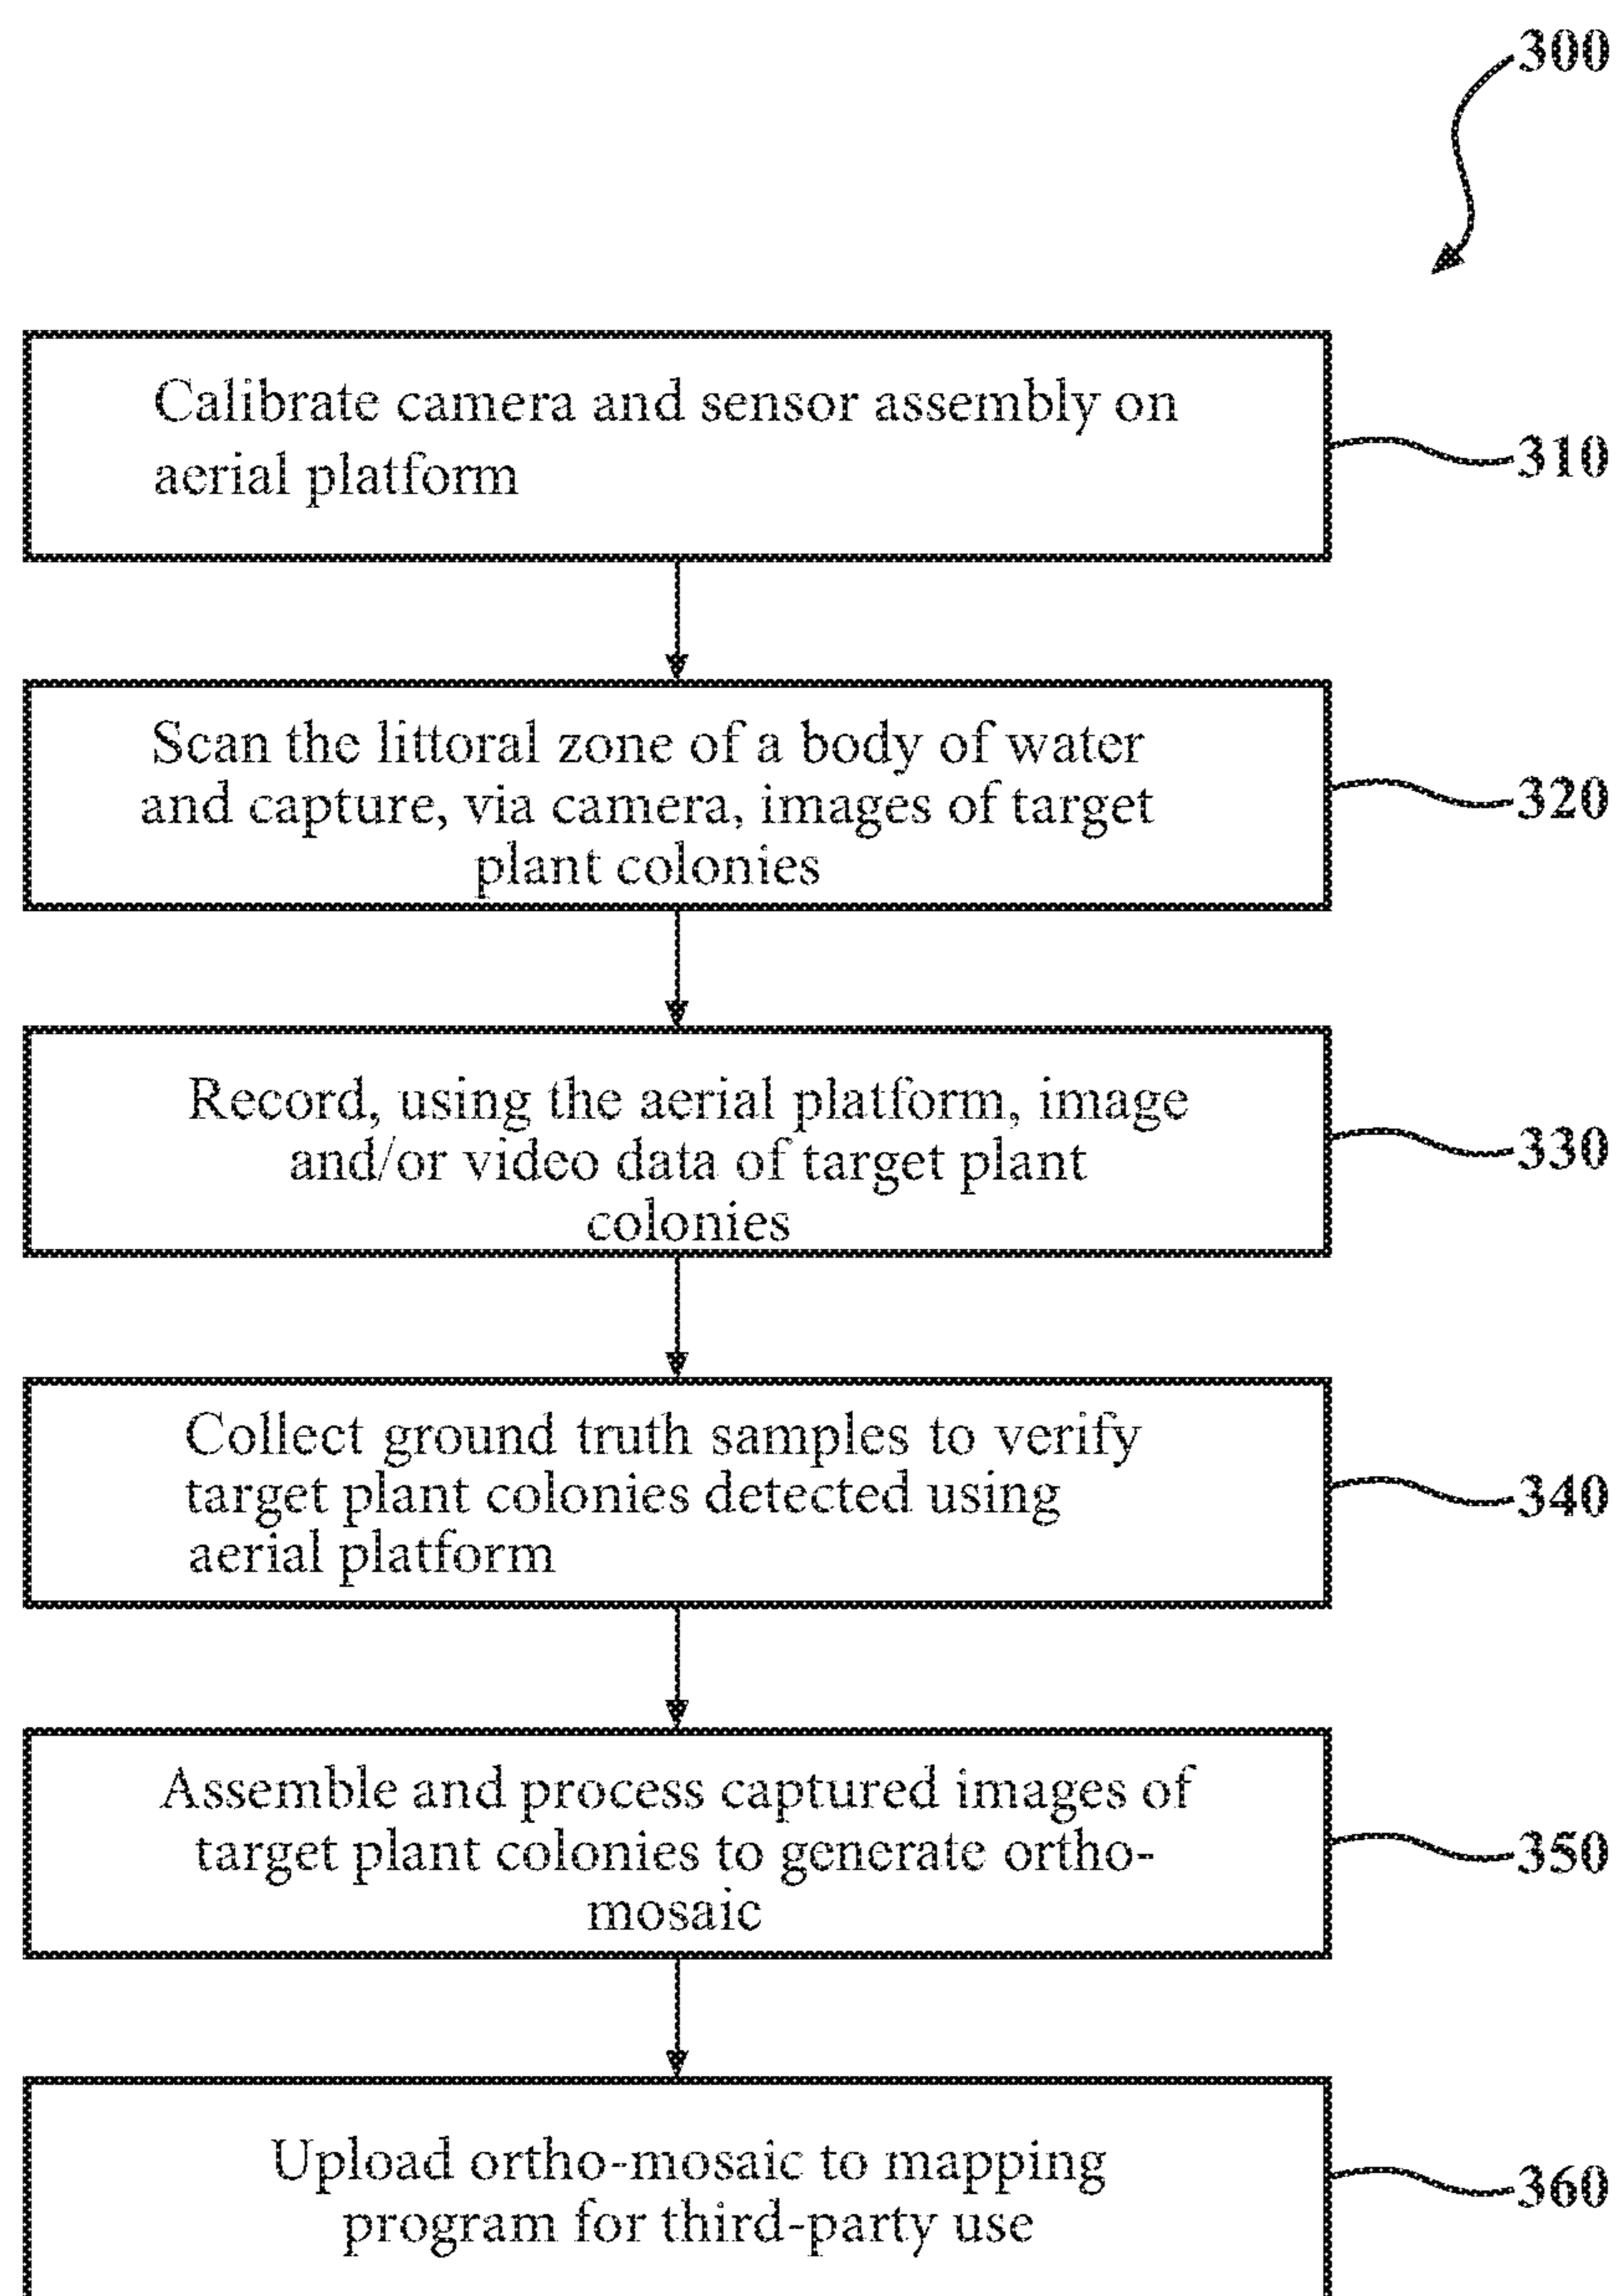 300
Calibrate camera and sensor assembly on
aerial platform
310
Scan the littoral zone of a body of water
and capture, via camera, images of target
plant colonies
320
Record, using the aerial platform, image
and/or video data of target plant
colonies
330
Collect ground truth samples to verify
target plant colonies detected using
aerial platform
340
Assemble and process captured images of
target plant colonies to generate ortho-
mosaic
350
Upload ortho-mosaic to mapping
program for third-party use
360